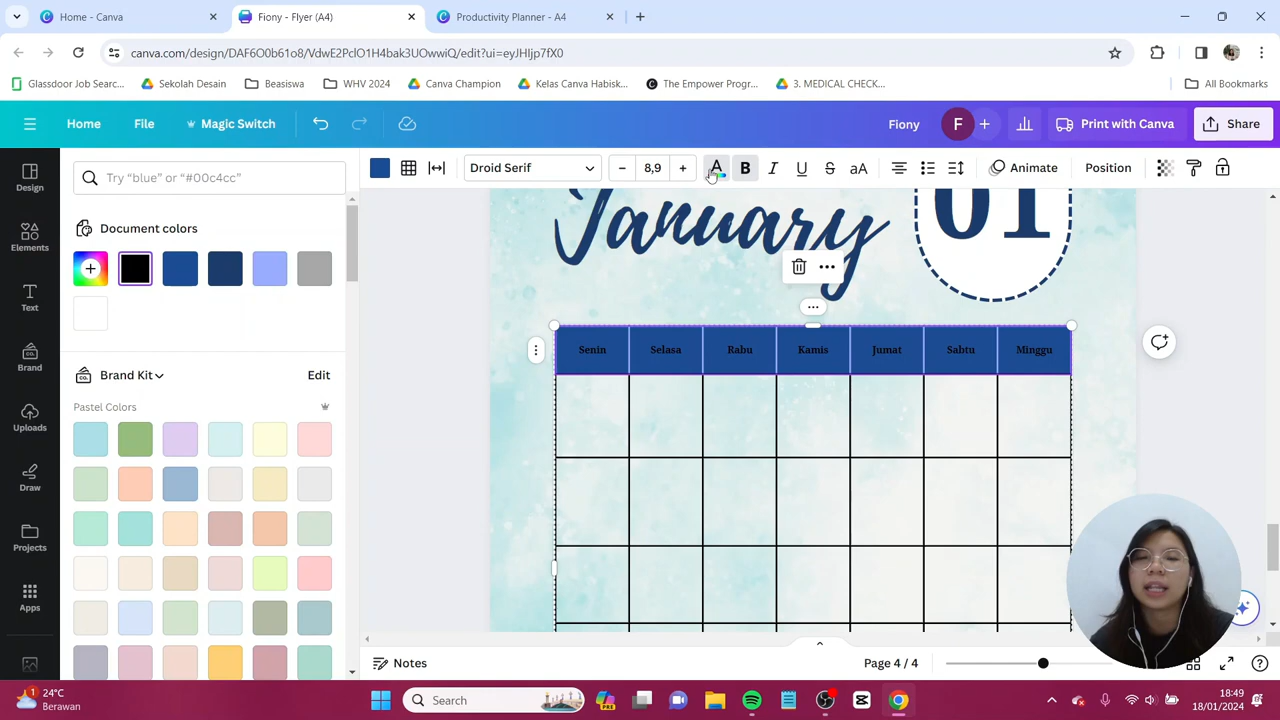 Home - Canva
Fiony - Flyer (A4)
Productivity Planner - A4
canva.com/design/DAF6O0b61o8/VdwE2PclO1H4bak3UOwwiQ/edit?ui=eyJHIjp7fX0
Glassdoor Job Searc...
Sekolah Desain
Beasiswa
WHV 2024
Canva Champion
Kelas Canva Habisk...
The Empower Progr...
3. MEDICAL CHECK...
All Bookmarks
Home
File
Magic Switch
Fiony
F
Print with Canva
Share
Design
Elements
Text
Brand
Uploads
Draw
Projects
Apps
Try “blue” or “#00c4cc”
Document colors
Brand Kit
Edit
Pastel Colors
Droid Serif
8,9
A
B
I
U
S
aA
Animate
Position
January
01
Senin
Selasa
Rabu
Kamis
Jumat
Sabtu
Minggu
Notes
Page 4 / 4
1
24°C
Berawan
Search
PRE
18:49
18/01/2024